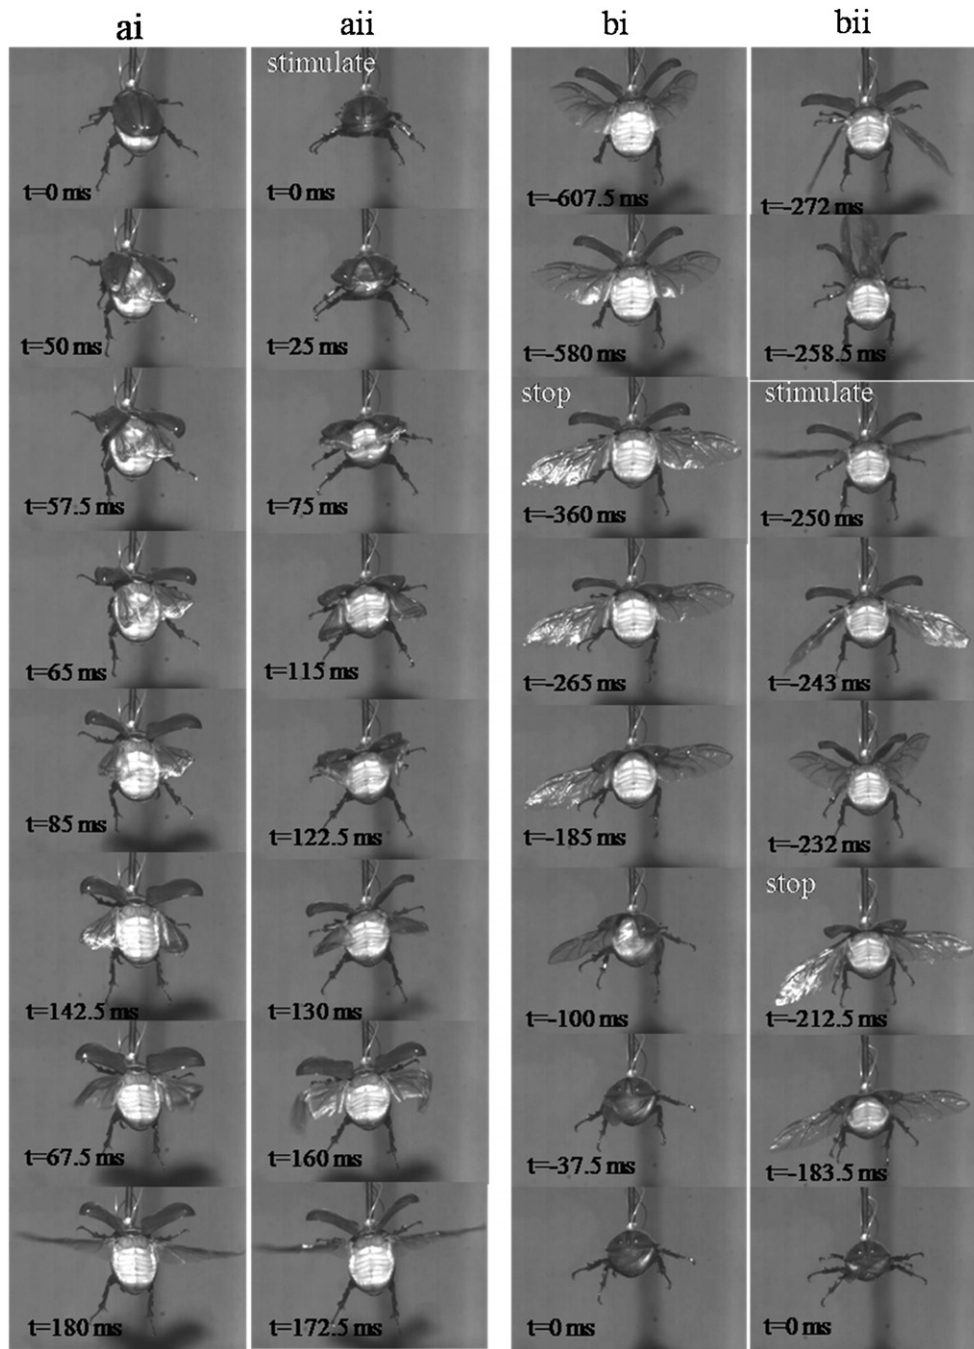 ai
aii
bi
bii
stimulate
t=0 ms
t=0 ms
t=-607.5 ms
t=-272 ms
t=50 ms
t=25 ms
t=-580 ms
t=-258.5 ms
stop
stimulate
t=57.5 ms
t=75 ms
t=-360 ms
t=-250 ms
t=65 ms
t=115 ms
t=-265 ms
t=-243 ms
t=85 ms
t=122.5 ms
t=-185 ms
t=-232 ms
stop
t=142.5 ms
t=130 ms
t=-100 ms
t=-212.5 ms
t=67.5 ms
t=160 ms
t=-37.5 ms
t=-183.5 ms
t=180 ms
t=172.5 ms
t=0 ms
t=0 ms